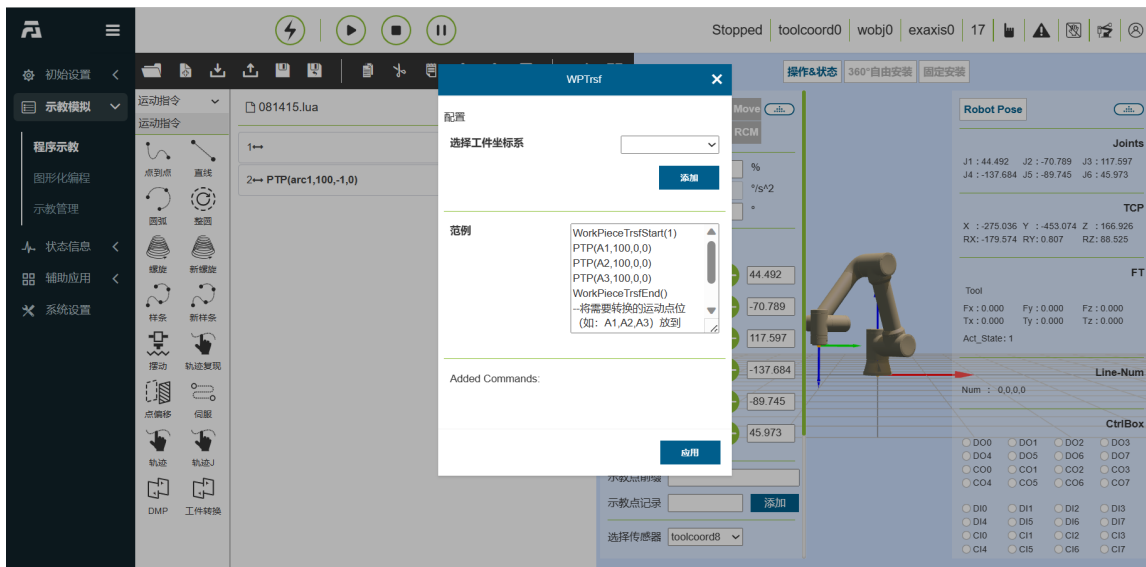 Stopped toolcoord0 wobj0 exaxis0 17
初始设置
示教模拟
程序示教
图形化编程
示教管理
状态信息
辅助应用
系统设置
运动指令
运动指令
点到点 直线
圆弧 整圆
螺旋 新螺旋
样条 新样条
摆动 轨迹复现
点偏移 伺服
轨迹 轨迹J
DMP 工件转换
081415.lua
1
2 PTP(arc1,100,-1,0)
WPTrsf
配置
选择工件坐标系
添加
范例
WorkPieceTrsfStart(1)
PTP(A1,100,0,0)
PTP(A2,100,0,0)
PTP(A3,100,0,0)
WorkPieceTrsfEnd()
--将需要转换的运动点位
（如：A1,A2,A3）放到
Added Commands:
应用
操作&状态 360°自由安装 固定安装
Move
RCM
%
°/s^2
°
44.492
-70.789
117.597
-137.684
-89.745
45.973
示教点前缀
示教点记录 添加
选择传感器 toolcoord8
Robot Pose
Joints
J1 : 44.492 J2 : -70.789 J3 : 117.597
J4 : -137.684 J5 : -89.745 J6 : 45.973
TCP
X : -275.036 Y : -453.074 Z : 166.926
RX: -179.574 RY: 0.807 RZ: 88.525
FT
Tool
Fx : 0.000 Fy : 0.000 Fz : 0.000
Tx : 0.000 Ty : 0.000 Tz : 0.000
Act_State: 1
Line-Num
Num : 0,0,0,0
CtrlBox
DO0 DO1 DO2 DO3
DO4 DO5 DO6 DO7
CO0 CO1 CO2 CO3
CO4 CO5 CO6 CO7
DI0 DI1 DI2 DI3
DI4 DI5 DI6 DI7
CI0 CI1 CI2 CI3
CI4 CI5 CI6 CI7